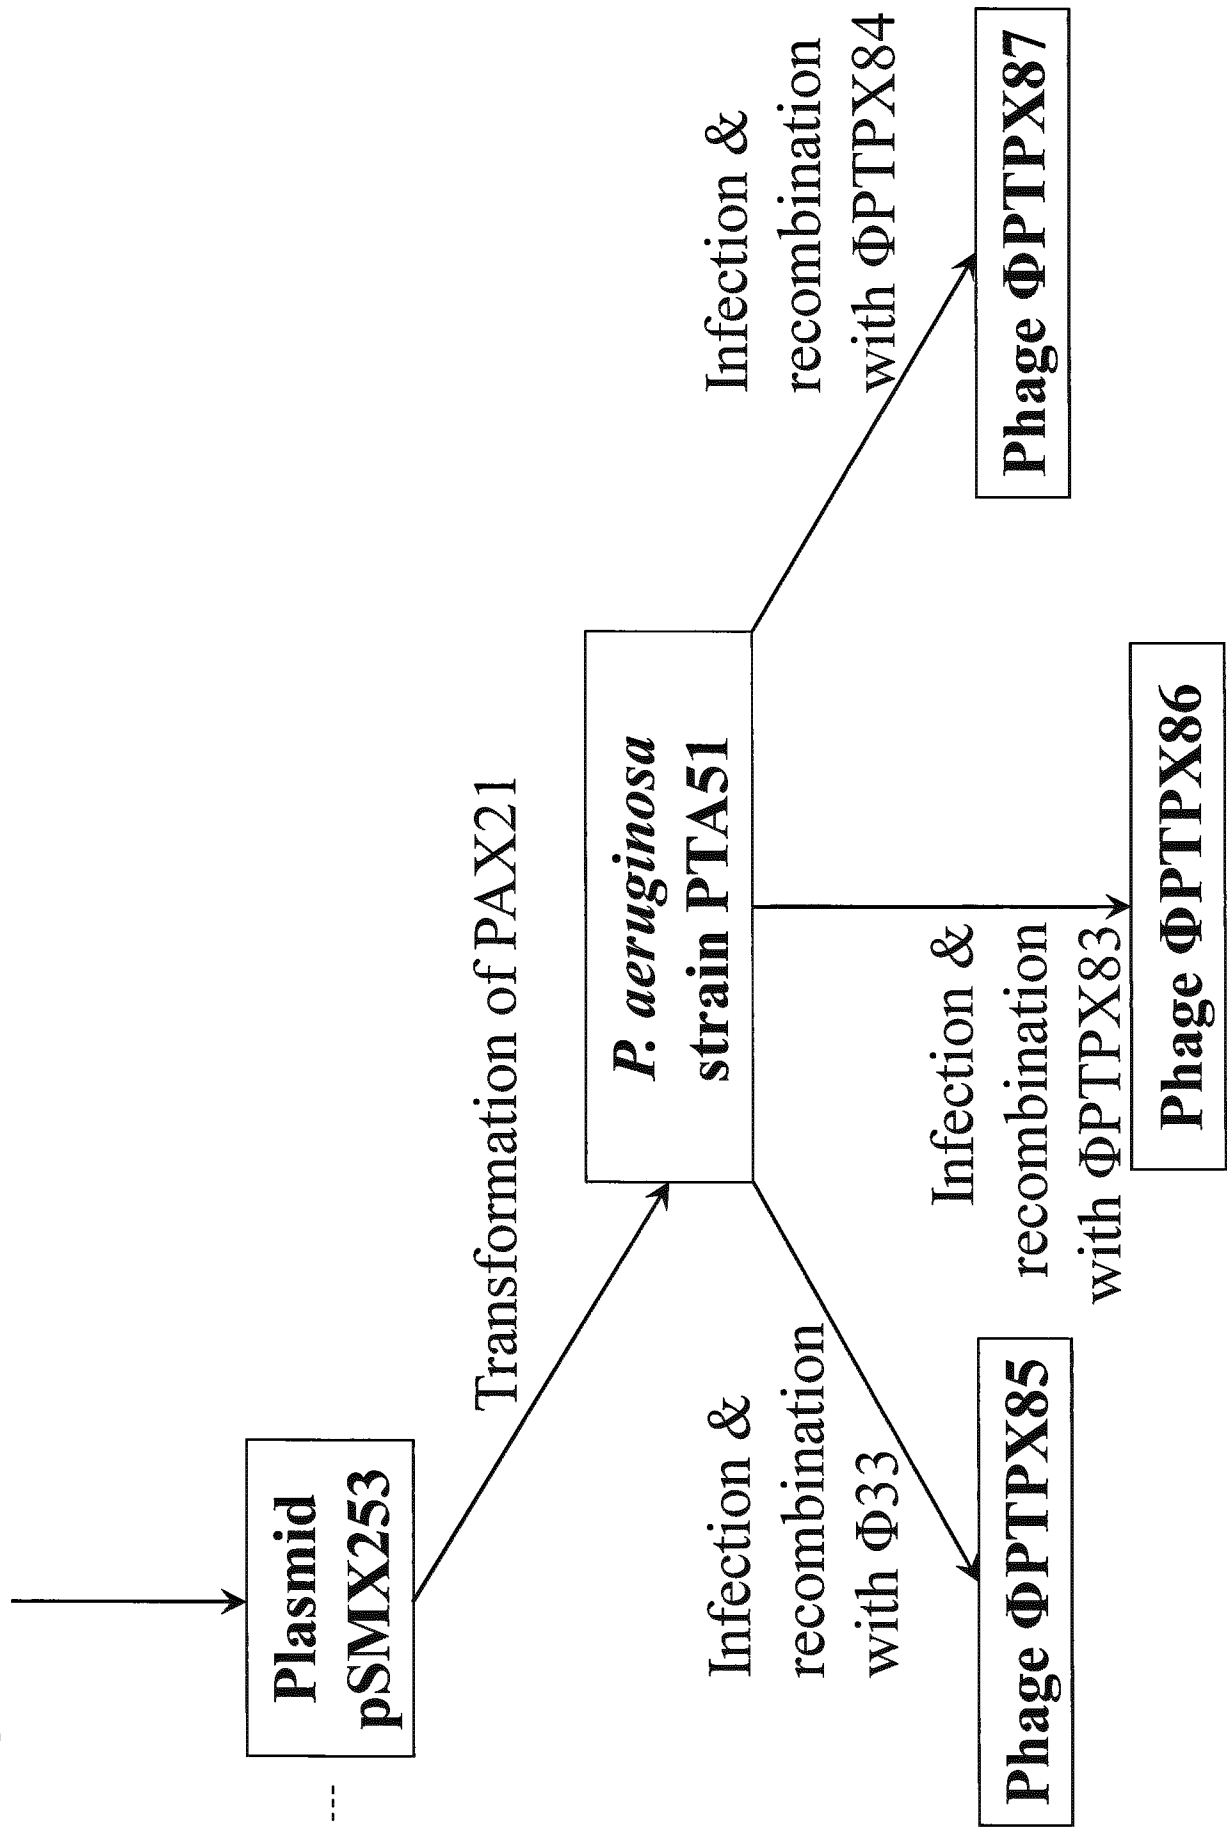 Plasmid
pSMX253
Transformation of PAX21
P. aeruginosa
strain PTA51
Infection &
recombination
with Φ33
Phage ΦPTPX85
Infection &
recombination
with ΦPTPX83
Phage ΦPTPX86
Infection &
recombination
with ΦPTPX84
Phage ΦPTPX87